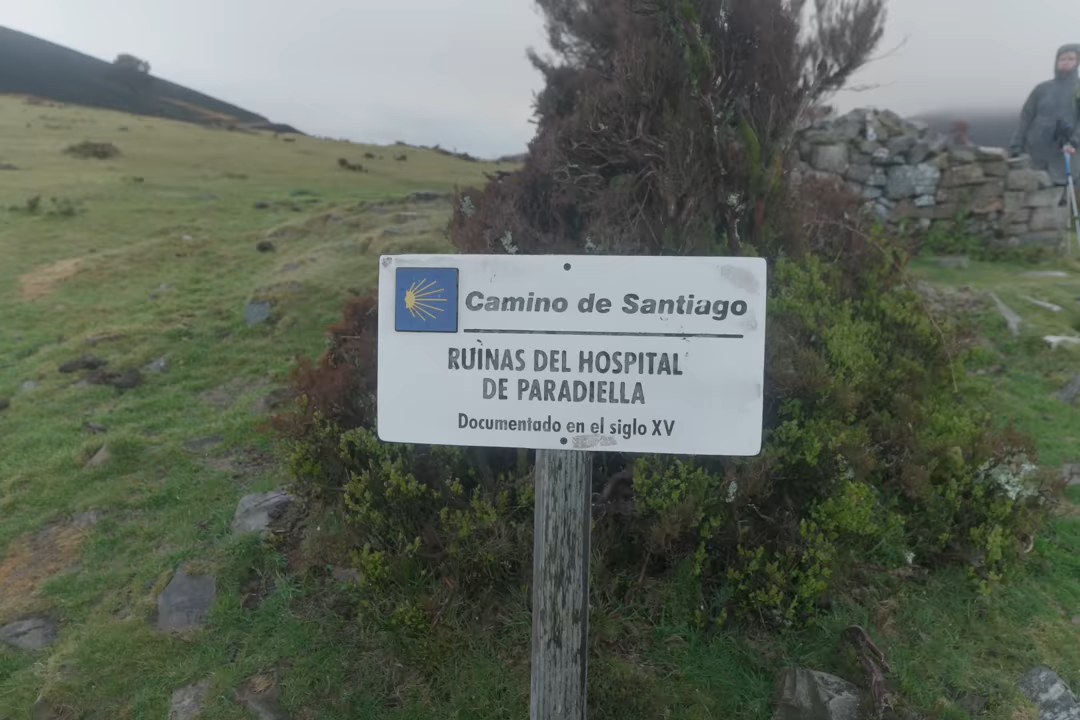 Camino de Santiago
RUINAS DEL HOSPITAL
DE PARADIELLA
Documentado en el siglo XV